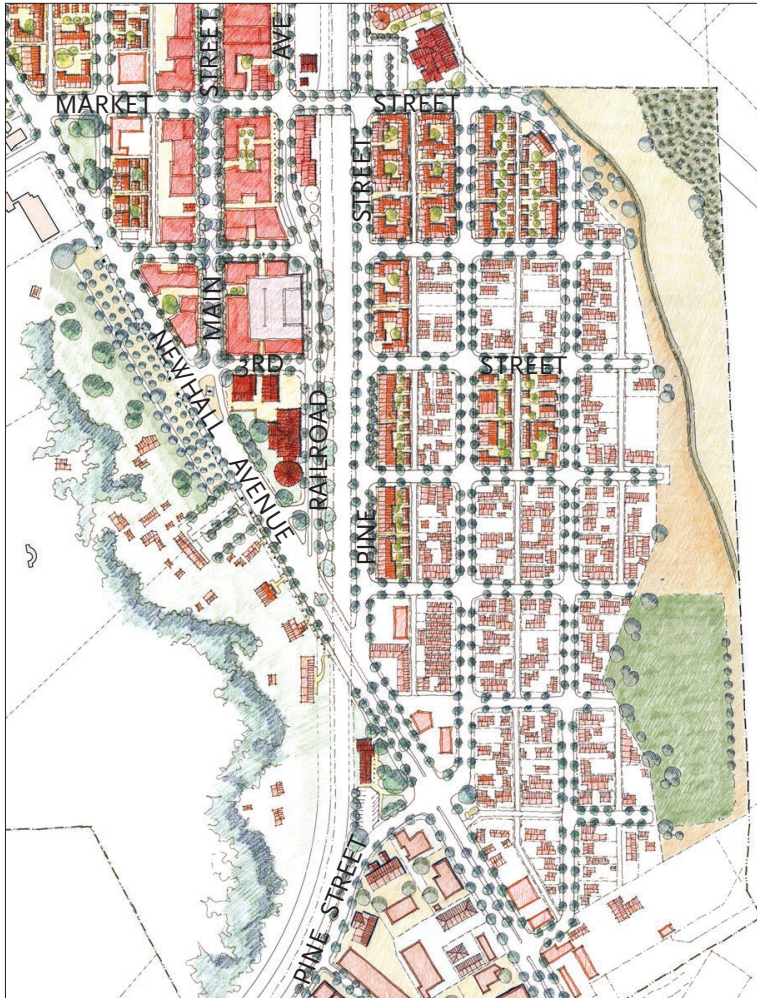 STREET
AVE
MARKET
STREET
STREET
MAIN
3RD
STREET
NEWHALL
AVENUE
RAILROAD
PINE
PINE STREET